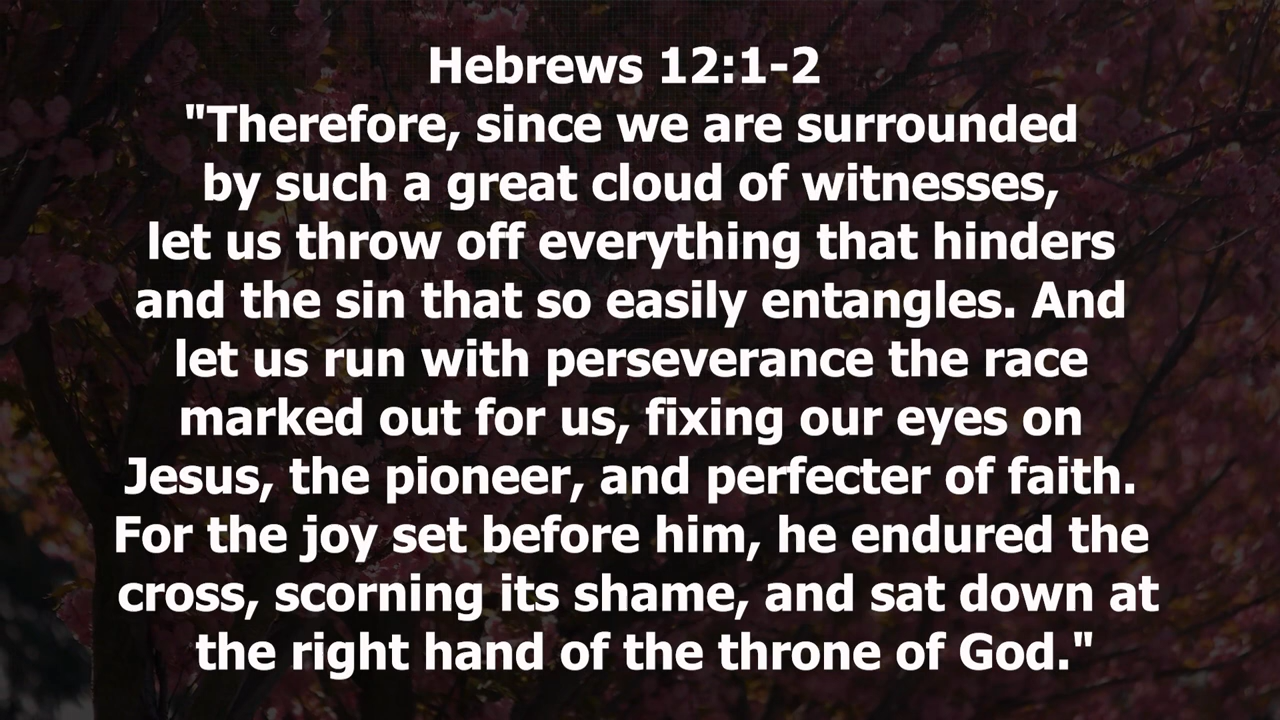 Hebrews 12:1-2
"Therefore, since we are surrounded
by such a great cloud of witnesses,
let us throw off everything that hinders
and the sin that so easily entangles. And
let us run with perseverance the race
marked out for us, fixing our eyes on
Jesus, the pioneer, and perfecter of faith.
For the joy set before him, he endured the
cross, scorning its shame, and sat down at
the right hand of the throne of God."